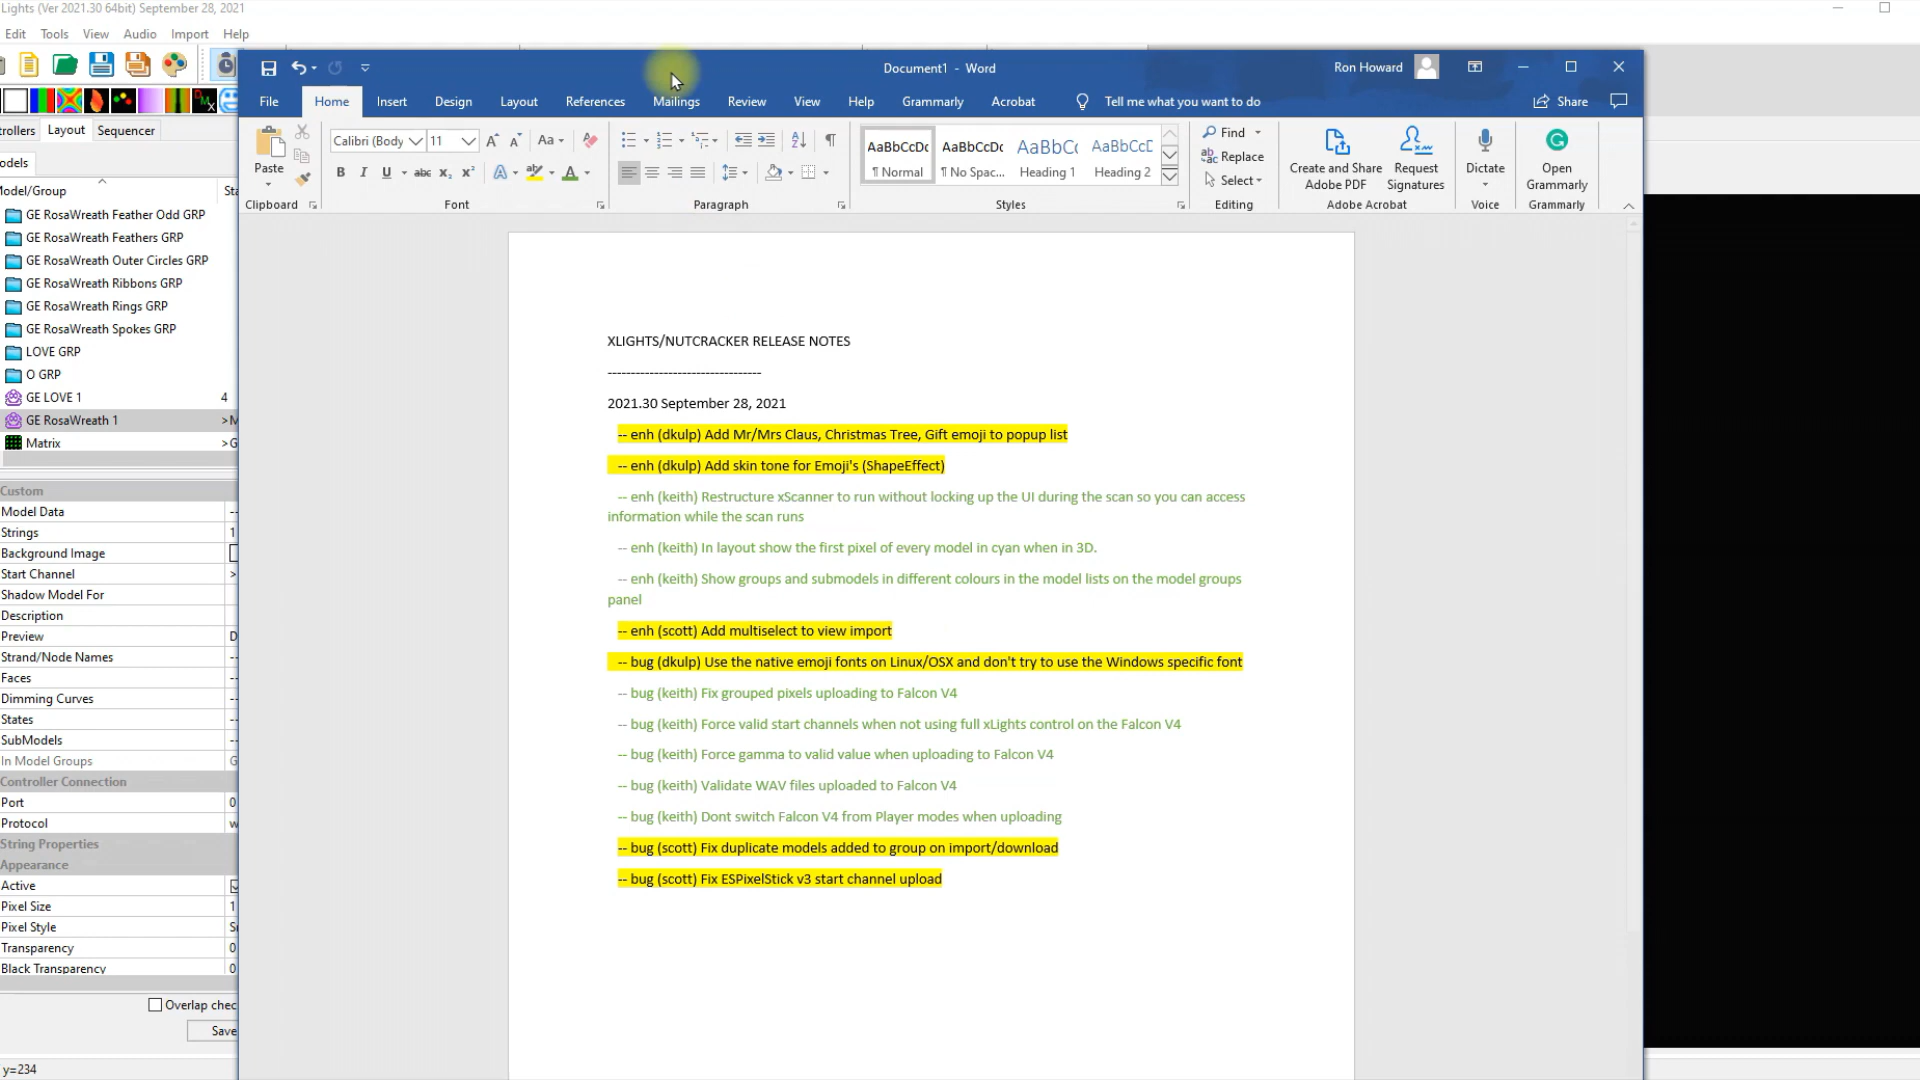 Lights (Ver 2021.30 64bit) September 28, 2021
Edit Tools View Audio Import Help
Document1 - Word
Ron Howard
File Home Insert Design Layout References Mailings Review View Help Grammarly Acrobat Tell me what you want to do Share
Layout Sequencer
Paste
Calibri (Body 11
Aa
AaBbCcDc AaBbCcDc AaBbC( AaBbCcD
¶ Normal ¶ No Spac... Heading 1 Heading 2
Find
Replace
Select
Create and Share
Adobe PDF
Request
Signatures
Dictate
Open
Grammarly
Clipboard Font Paragraph Styles Editing Adobe Acrobat Voice Grammarly
GE RosaWreath Feather Odd GRP
GE RosaWreath Feathers GRP
GE RosaWreath Outer Circles GRP
GE RosaWreath Ribbons GRP
GE RosaWreath Rings GRP
GE RosaWreath Spokes GRP
LOVE GRP
O GRP
GE LOVE 1 4
GE RosaWreath 1 >M
Matrix >G
Custom
Model Data --
Strings 1
Background Image
Start Channel >
Shadow Model For
Description
Preview D
Strand/Node Names --
Faces --
Dimming Curves --
States --
SubModels --
In Model Groups G
Controller Connection
Port 0
Protocol w
String Properties
Appearance
Active
Pixel Size 1
Pixel Style
Transparency 0
Black Transparency 0
Overlap chec
Save
y=234
XLIGHTS/NUTCRACKER RELEASE NOTES
---------------------------------
2021.30 September 28, 2021
-- enh (dkulp) Add Mr/Mrs Claus, Christmas Tree, Gift emoji to popup list
-- enh (dkulp) Add skin tone for Emoji's (ShapeEffect)
-- enh (keith) Restructure xScanner to run without locking up the UI during the scan so you can access
information while the scan runs
-- enh (keith) In layout show the first pixel of every model in cyan when in 3D.
-- enh (keith) Show groups and submodels in different colours in the model lists on the model groups
panel
-- enh (scott) Add multiselect to view import
-- bug (dkulp) Use the native emoji fonts on Linux/OSX and don't try to use the Windows specific font
-- bug (keith) Fix grouped pixels uploading to Falcon V4
-- bug (keith) Force valid start channels when not using full xLights control on the Falcon V4
-- bug (keith) Force gamma to valid value when uploading to Falcon V4
-- bug (keith) Validate WAV files uploaded to Falcon V4
-- bug (keith) Dont switch Falcon V4 from Player modes when uploading
-- bug (scott) Fix duplicate models added to group on import/download
-- bug (scott) Fix ESPixelStick v3 start channel upload